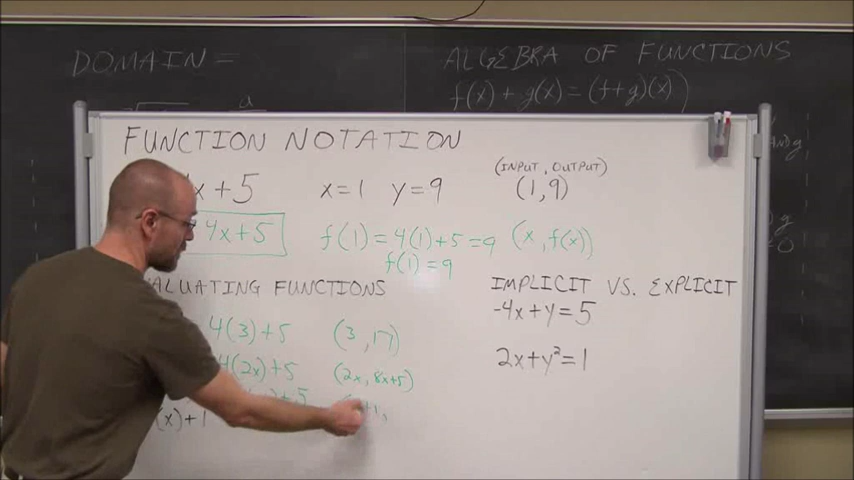 DOMAIN =
ALGEBRA OF FUNCTIONS
f(x) + g(x) = (f+g)(x)
FUNCTION NOTATION
x + 5 x = 1 y = 9
(INPUT, OUTPUT)
(1, 9)
4x + 5
f(1) = 4(1) + 5 = 9 (x, f(x))
f(1) = 9
ALUATING FUNCTIONS
4(3) + 5 (3, 17)
4(2x) + 5 (2x, 8x+5)
+ 5
(x) + 1
IMPLICIT VS. EXPLICIT
-4x + y = 5
2x + y² = 1